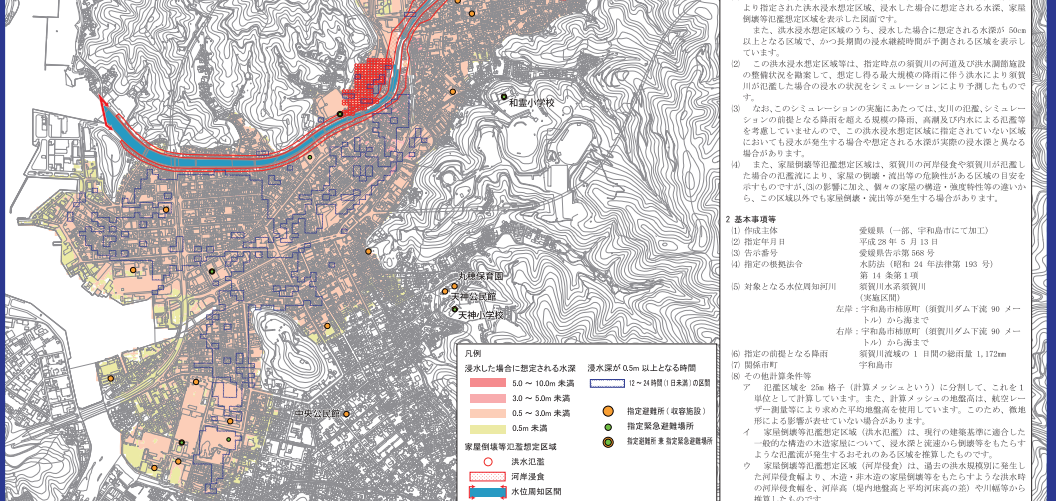 和霊小学校
丸穂保育園
天神公民館
天神小学校
中央公民館
凡例
浸水した場合に想定される水深
5.0 ～ 10.0m 未満
3.0 ～ 5.0m 未満
0.5 ～ 3.0m 未満
0.5m 未満
家屋倒壊等氾濫想定区域
洪水氾濫
河岸浸食
水位周知区間
浸水深が 0.5m 以上となる時間
12 ～ 24 時間 (1 日未満) の区間
指定避難所 ( 収容施設 )
指定緊急避難場所
指定避難所 兼 指定緊急避難場所
より指定された洪水浸水想定区域、浸水した場合に想定される水深、家屋
倒壊等氾濫想定区域を表示した図面です。
また、洪水浸水想定区域のうち、浸水した場合に想定される水深が 50cm
以上となる区域で、かつ長期間の浸水継続時間が予測される区域を表示し
ています。
(2) この洪水浸水想定区域等は、指定時点の須賀川の河道及び洪水調節施設
の整備状況を勘案して、想定し得る最大規模の降雨に伴う洪水により須賀
川が氾濫した場合の浸水の状況をシミュレーションにより予測したもので
す。
(3) なお、このシミュレーションの実施にあたっては、支川の氾濫、シミュレー
ションの前提となる降雨を超える規模の降雨、高潮及び内水による氾濫等
を考慮していませんので、この洪水浸水想定区域に指定されていない区域
においても浸水が発生する場合や想定される水深が実際の浸水深と異なる
場合があります。
(4) また、家屋倒壊等氾濫想定区域は、須賀川の河岸侵食や須賀川が氾濫し
た場合の氾濫流により、家屋の倒壊・流出等の危険性がある区域の目安を
示すものですが、(3)の影響に加え、個々の家屋の構造・強度特性等の違いか
ら、この区域以外でも家屋倒壊・流出等が発生する場合があります。
2 基本事項等
(1) 作成主体 愛媛県（一部、宇和島市にて加工）
(2) 指定年月日 平成 28 年 5 月 13 日
(3) 告示番号 愛媛県告示第 568 号
(4) 指定の根拠法令 水防法（昭和 24 年法律第 193 号）
第 14 条第 1 項
(5) 対象となる水位周知河川 須賀川水系須賀川
（実施区間）
左岸：宇和島市柿原町（須賀川ダム下流 90 メー
トル）から海まで
右岸：宇和島市柿原町（須賀川ダム下流 90 メー
トル）から海まで
(6) 指定の前提となる降雨 須賀川流域の 1 日間の総雨量 1,172mm
(7) 関係市町 宇和島市
(8) その他計算条件等
ア 氾濫区域を 25m 格子（計算メッシュという）に分割して、これを 1
単位として計算しています。また、計算メッシュの地盤高は、航空レー
ザー測量等により求めた平均地盤高を使用しています。このため、微地
形による影響が表せていない場合があります。
イ 家屋倒壊等氾濫想定区域（洪水氾濫）は、現行の建築基準に適合した
一般的な構造の木造家屋について、浸水深と流速から倒壊等をもたらす
ような氾濫流が発生するおそれのある区域を推算したものです。
ウ 家屋倒壊等氾濫想定区域（河岸侵食）は、過去の洪水規模別に発生し
た河岸侵食幅より、木造・非木造の家屋倒壊等をもたらすような洪水時
の河岸侵食幅を、河岸高（堤内地盤高と平均河床高の差）や川幅等から
推算したものです。